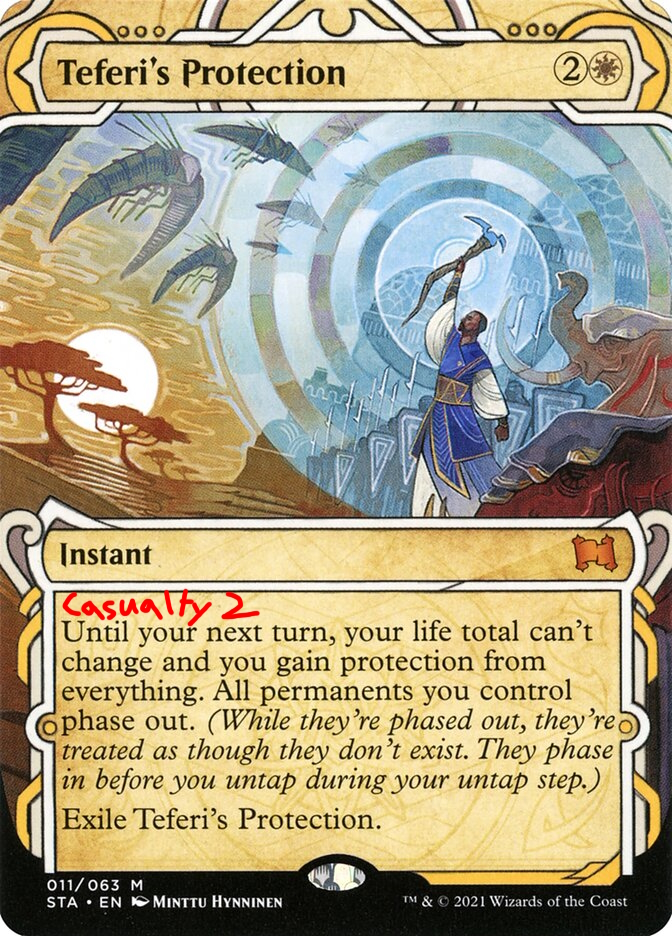 Teferi's Protection 2
Instant
Casualty 2
Until your next turn, your life total can't
change and you gain protection from
everything. All permanents you control
phase out. (While they're phased out, they're
treated as though they don't exist. They phase
in before you untap during your untap step.)
Exile Teferi's Protection.
011/063 M
STA • EN Minttu Hynninen
™ & © 2021 Wizards of the Coast